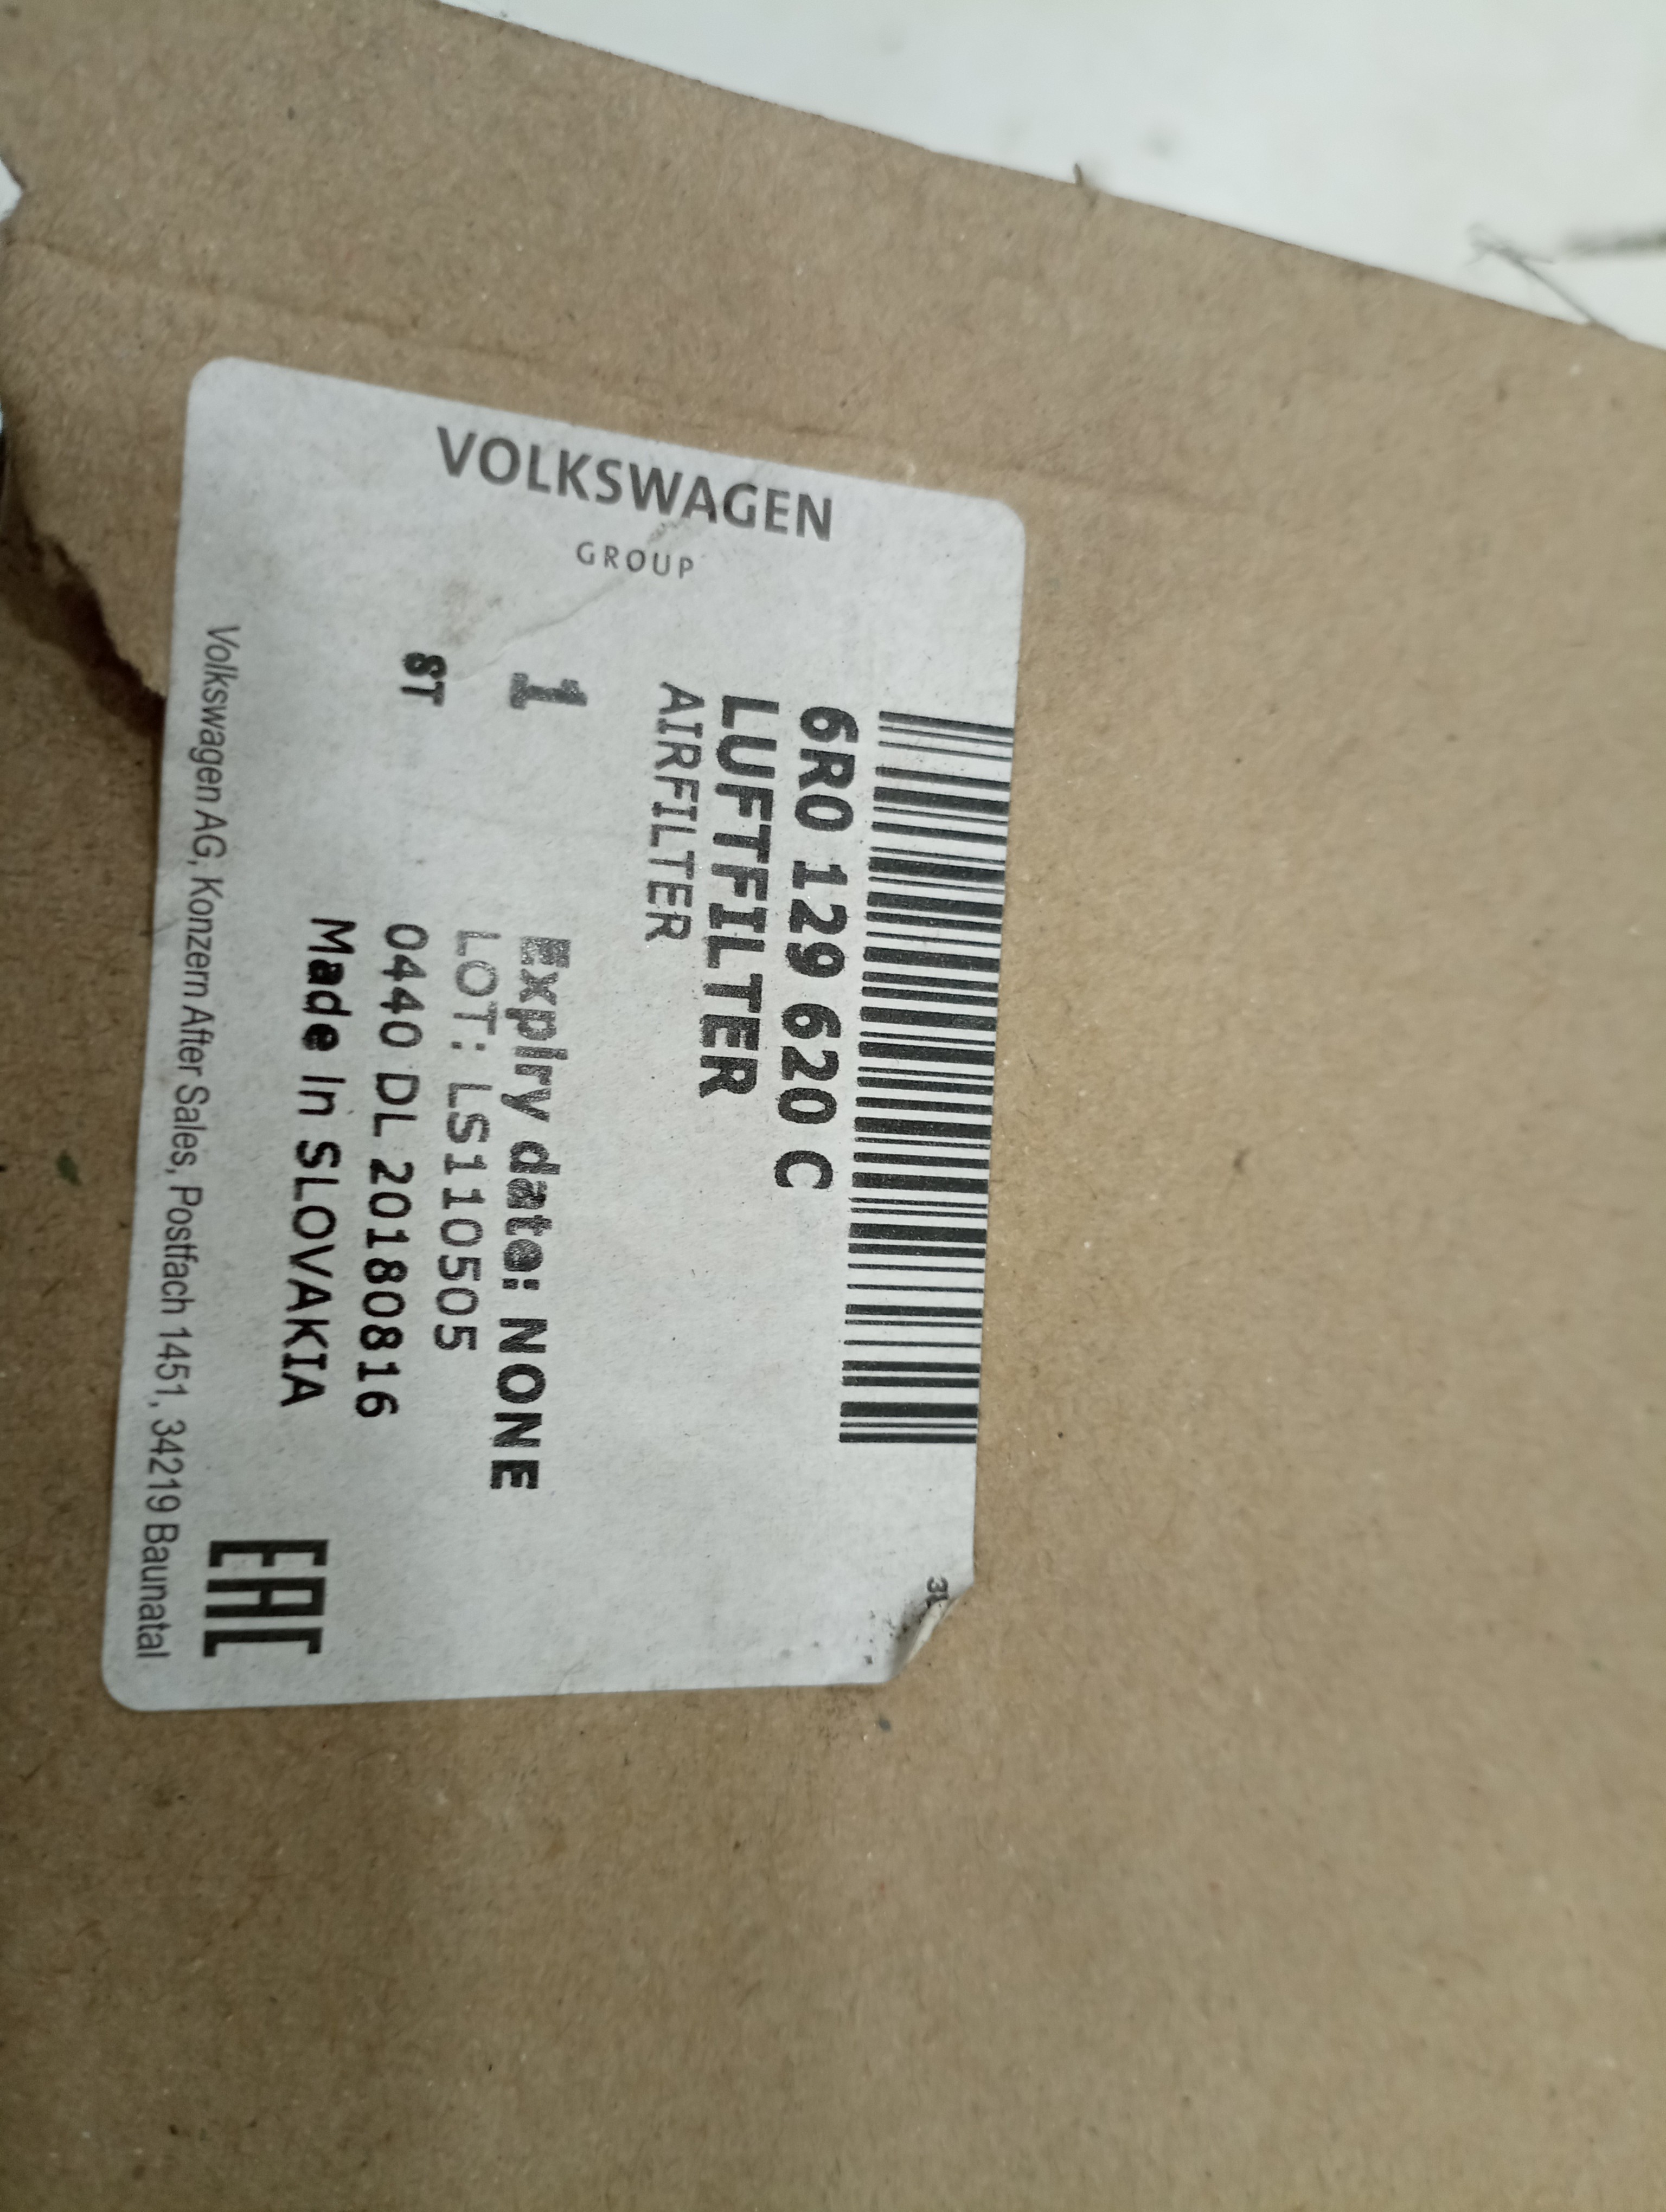 VOLKSWAGEN
GROUP
6R0 129 620 C
LUFTFILTER
AIRFILTER
1
Expiry date: NONE
LOT: LS110505
ST
0440 DL 20180816
Made In SLOVAKIA
EAC
Volkswagen AG, Konzern After Sales, Postfach 1451, 34219 Baunatal